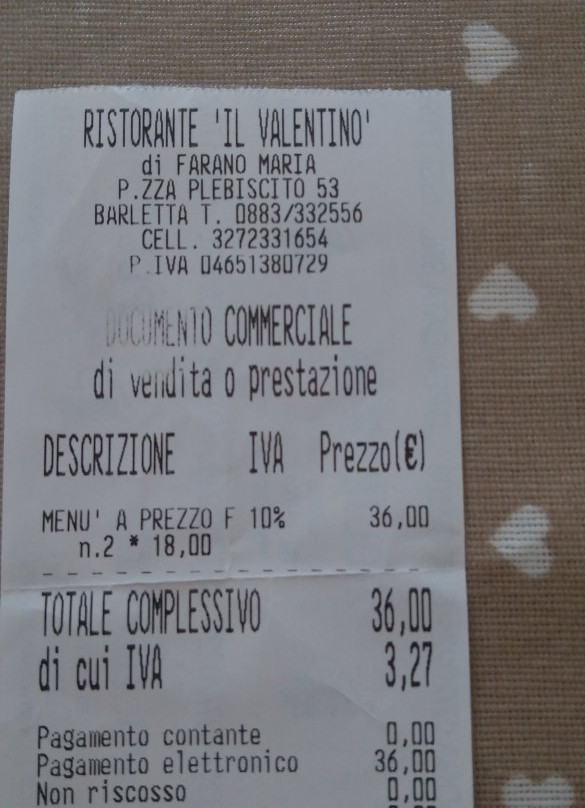 RISTORANTE 'IL VALENTINO'
di FARANO MARIA
P.ZZA PLEBISCITO 53
BARLETTA T. 0883/332556
CELL. 3272331654
P.IVA 04651380729
DOCUMENTO COMMERCIALE
di vendita o prestazione
DESCRIZIONE IVA Prezzo(€)
MENU' A PREZZO F 10% 36,00
n.2 * 18,00
TOTALE COMPLESSIVO 36,00
di cui IVA 3,27
Pagamento contante 0,00
Pagamento elettronico 36,00
Non riscosso 0,00